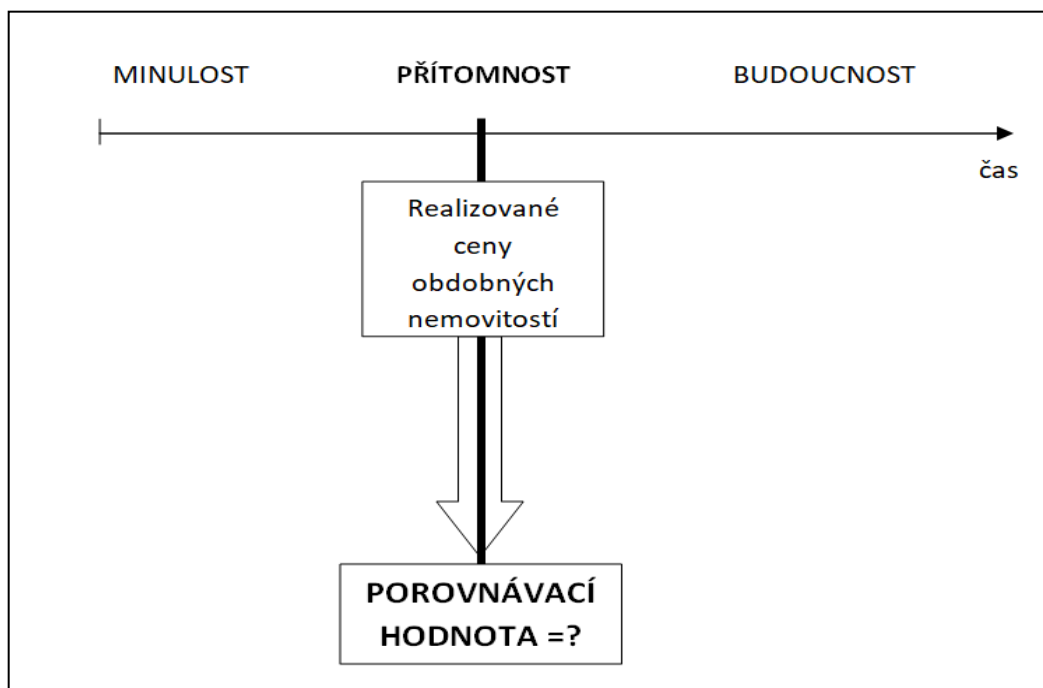 MINULOST PŘÍTOMNOST BUDOUCNOST
čas
Realizované
ceny
obdobných
nemovitostí
POROVNÁVACÍ
HODNOTA =?